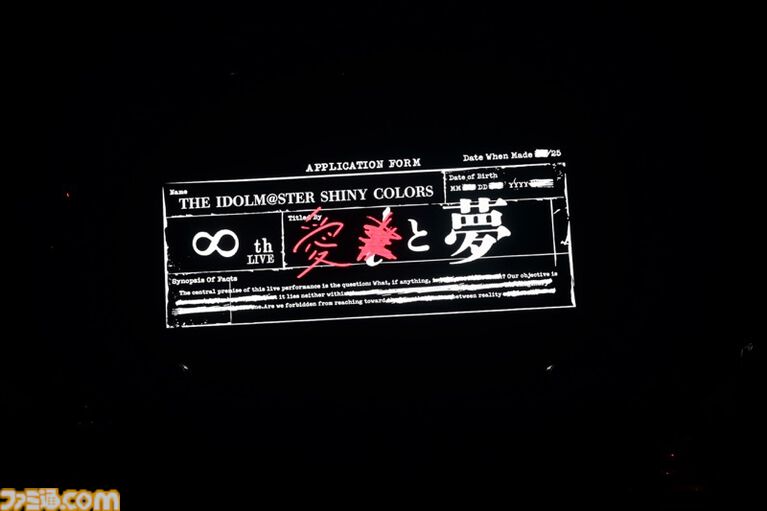 APPLICATION FORM
Date When Made /25
Name
THE IDOLM@STER SHINY COLORS
Date of Birth
MM DD YYYY
∞th
LIVE
Titled By
愛 と夢
Synopsis Of Facts
The central premise of this live performance is the question: What, if anything, ? Our objective is
it lies neither within
Are we forbidden from reaching toward between reality
ファミ通.com